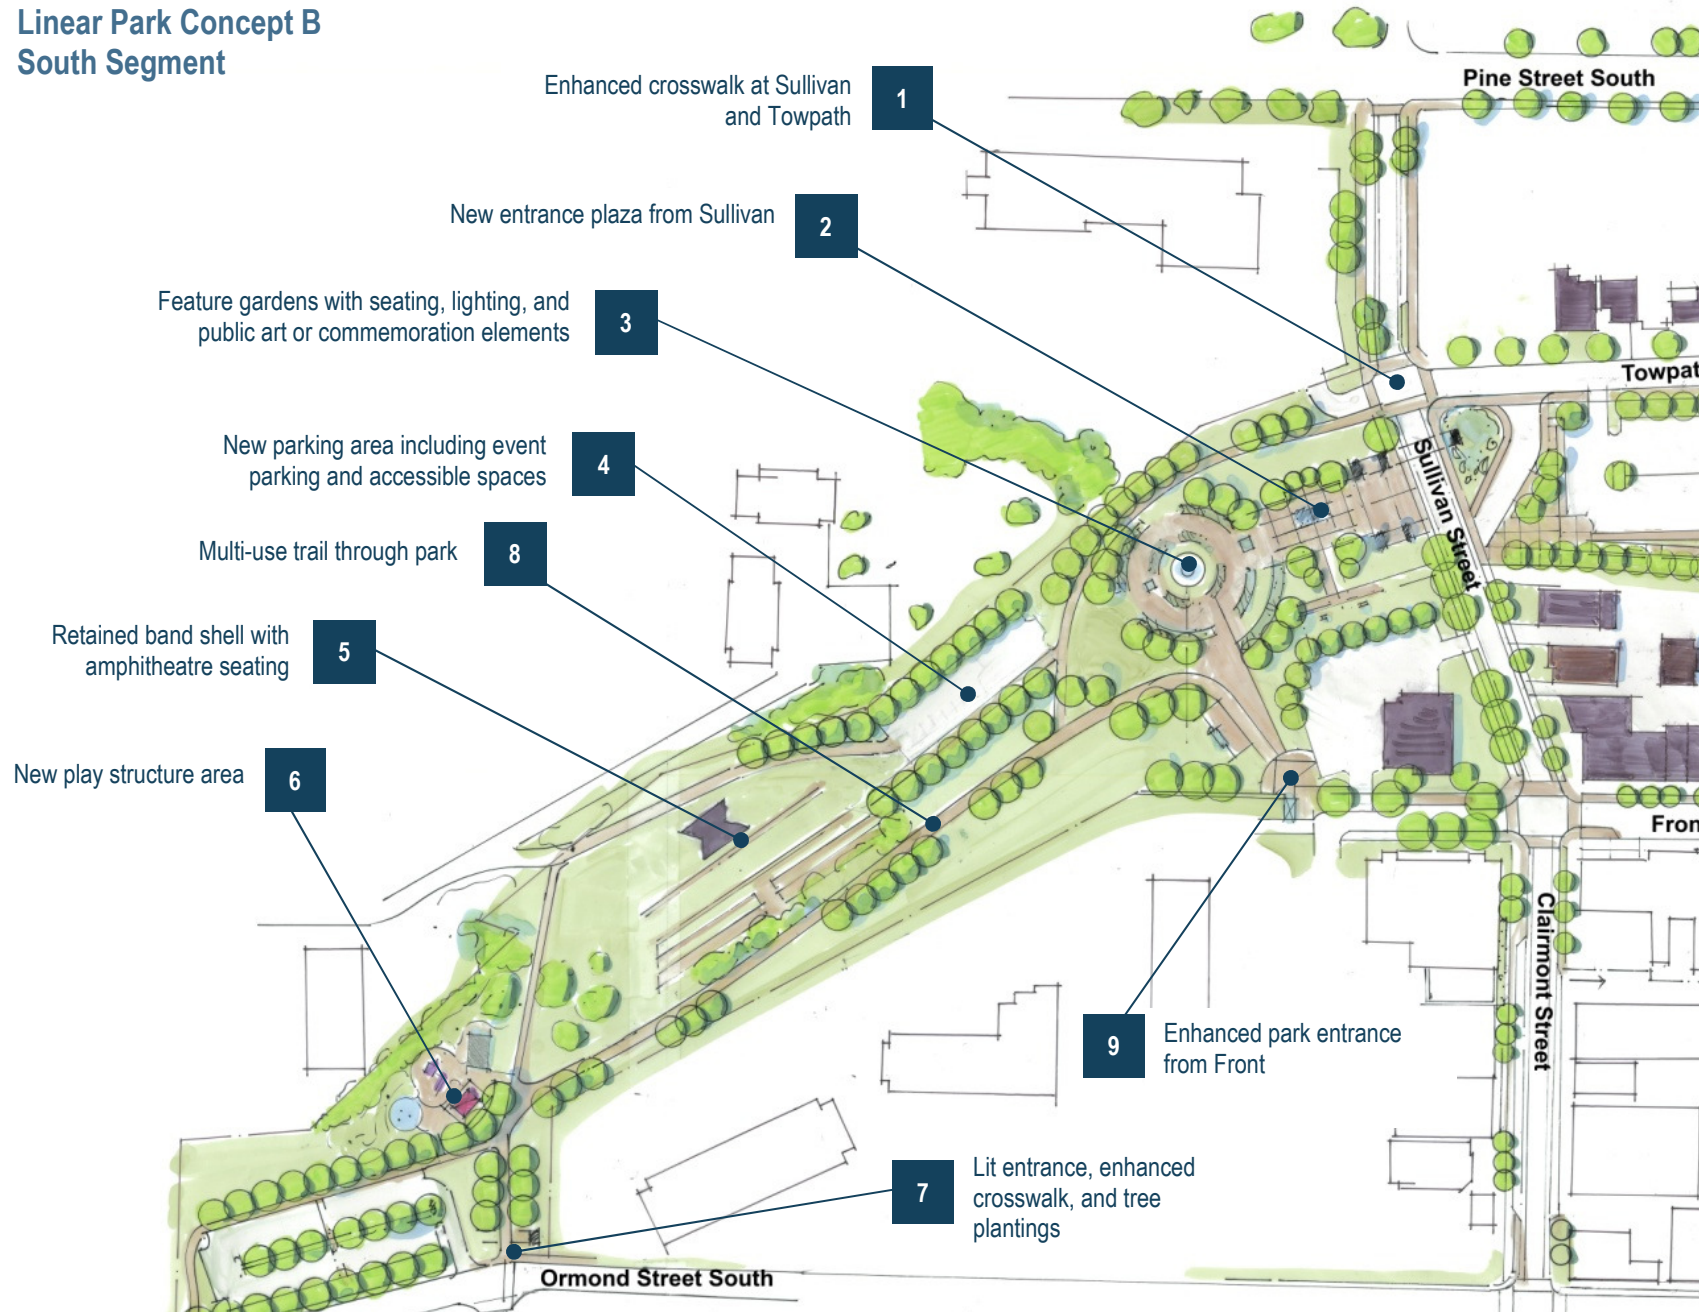 Linear Park Concept B
South Segment
Pine Street South
Enhanced crosswalk at Sullivan
and Towpath
1
New entrance plaza from Sullivan
2
Feature gardens with seating, lighting, and
public art or commemoration elements
3
Towpat
New parking area including event
parking and accessible spaces
4
Sullivan Street
Multi-use trail through park
8
Retained band shell with
amphitheatre seating
5
New play structure area
6
Fron
Clairmont Street
9
Enhanced park entrance
from Front
7
Lit entrance, enhanced
crosswalk, and tree
plantings
Ormond Street South